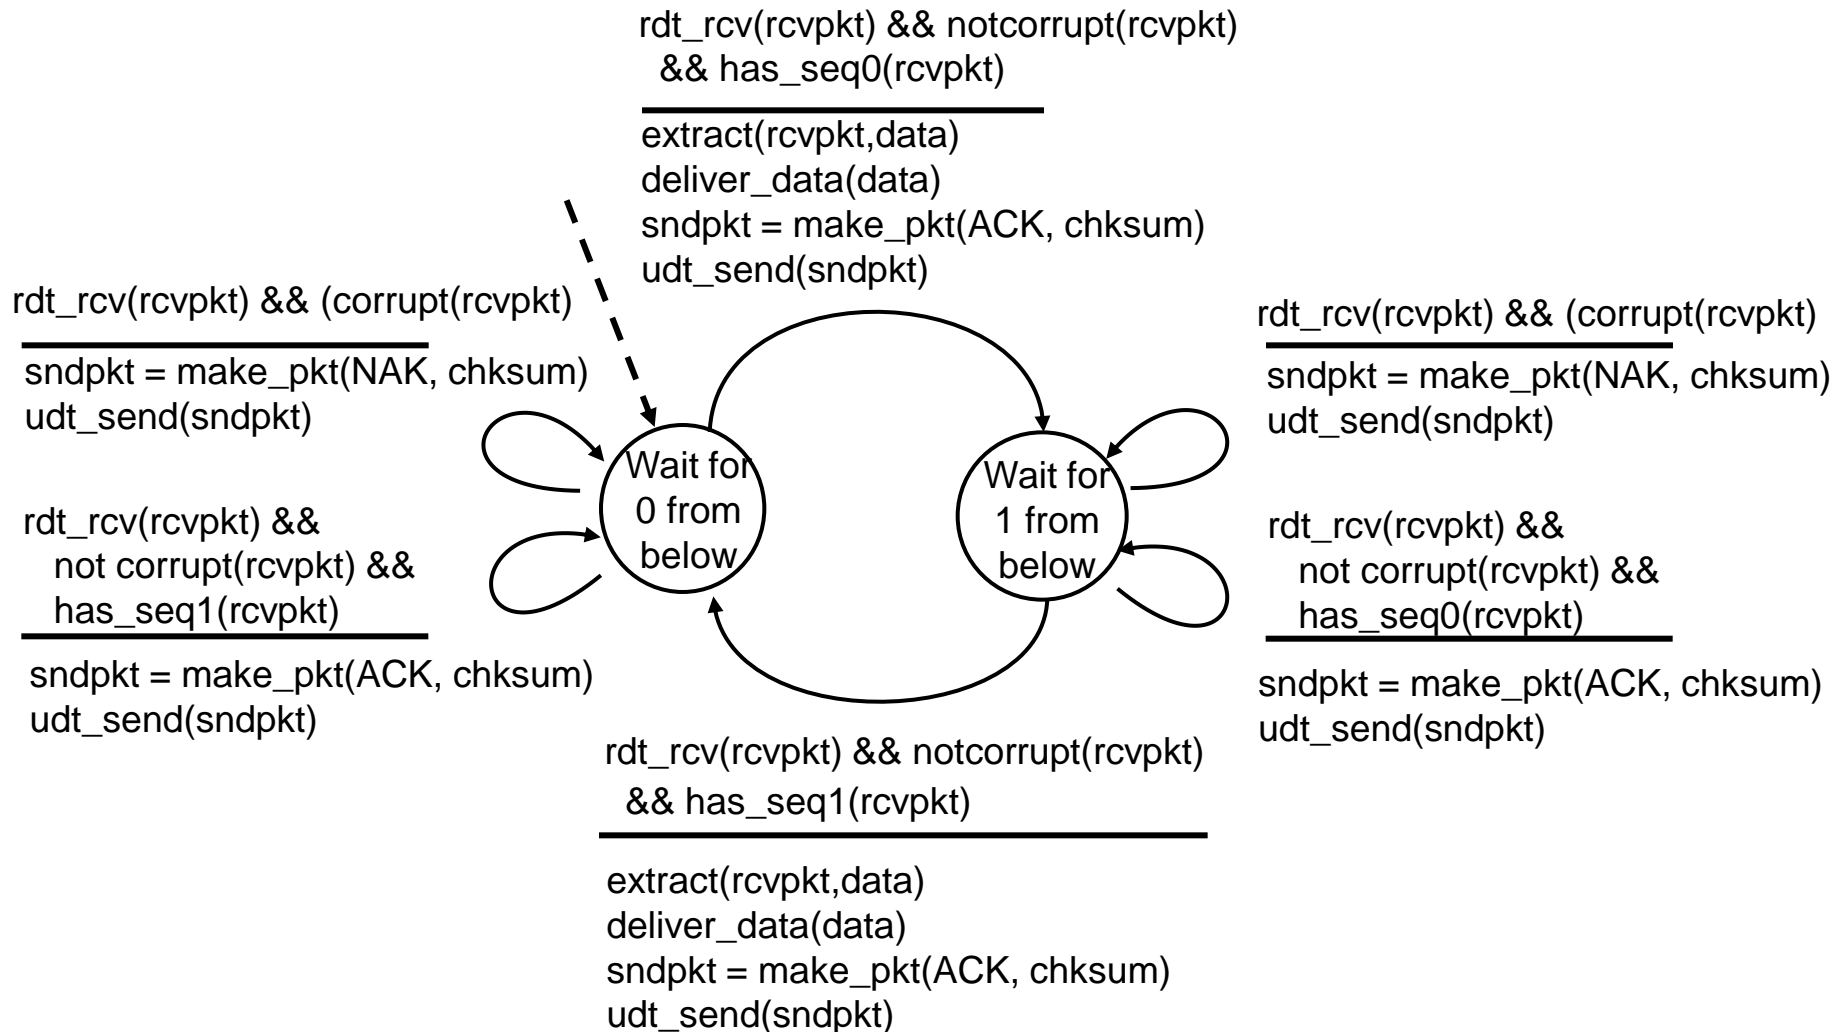 rdt_rcv(rcvpkt) && notcorrupt(rcvpkt)
&& has_seq0(rcvpkt)
extract(rcvpkt,data)
deliver_data(data)
sndpkt = make_pkt(ACK, chksum)
udt_send(sndpkt)
rdt_rcv(rcvpkt) && (corrupt(rcvpkt)
sndpkt = make_pkt(NAK, chksum)
udt_send(sndpkt)
rdt_rcv(rcvpkt) &&
not corrupt(rcvpkt) &&
has_seq1(rcvpkt)
sndpkt = make_pkt(ACK, chksum)
udt_send(sndpkt)
Wait for
0 from
below
Wait for
1 from
below
rdt_rcv(rcvpkt) && (corrupt(rcvpkt)
sndpkt = make_pkt(NAK, chksum)
udt_send(sndpkt)
rdt_rcv(rcvpkt) &&
not corrupt(rcvpkt) &&
has_seq0(rcvpkt)
sndpkt = make_pkt(ACK, chksum)
udt_send(sndpkt)
rdt_rcv(rcvpkt) && notcorrupt(rcvpkt)
&& has_seq1(rcvpkt)
extract(rcvpkt,data)
deliver_data(data)
sndpkt = make_pkt(ACK, chksum)
udt_send(sndpkt)